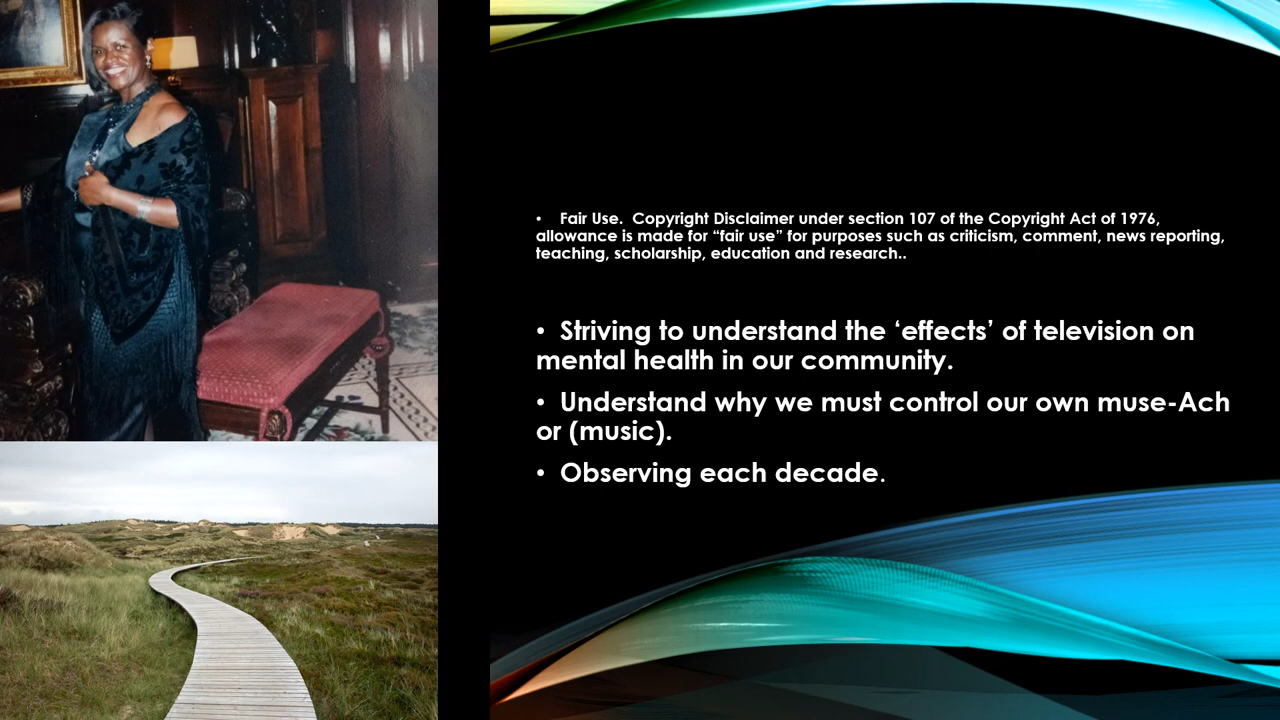 • Fair Use.  Copyright Disclaimer under section 107 of the Copyright Act of 1976,
allowance is made for “fair use” for purposes such as criticism, comment, news reporting,
teaching, scholarship, education and research..
• Striving to understand the ‘effects’ of television on
mental health in our community.
• Understand why we must control our own muse-Ach
or (music).
• Observing each decade.